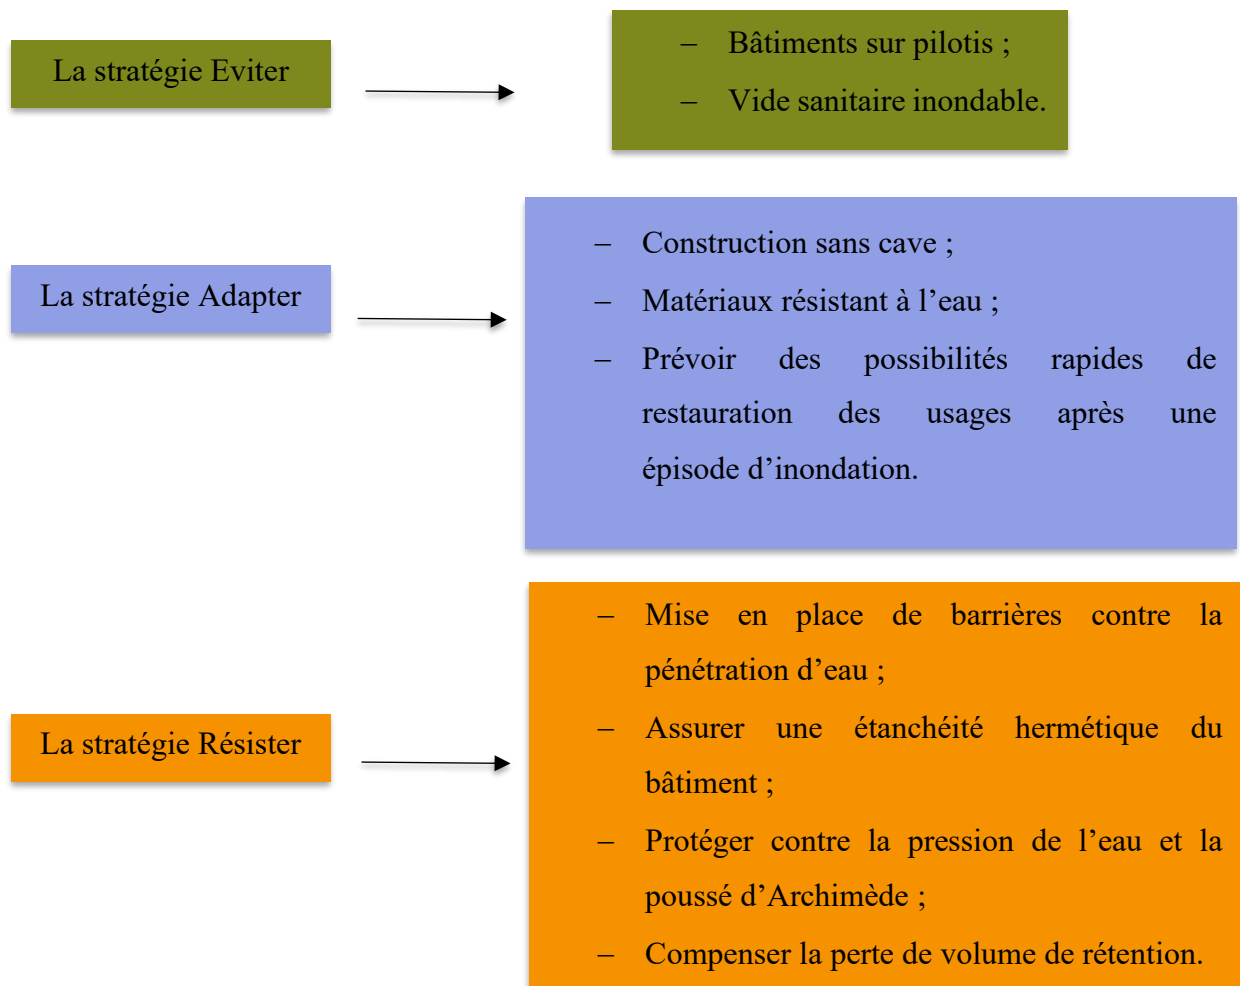 La stratégie Eviter
– Bâtiments sur pilotis ;
– Vide sanitaire inondable.
La stratégie Adapter
– Construction sans cave ;
– Matériaux résistant à l’eau ;
– Prévoir des possibilités rapides de
restauration des usages après une
épisode d’inondation.
La stratégie Résister
– Mise en place de barrières contre la
pénétration d’eau ;
– Assurer une étanchéité hermétique du
bâtiment ;
– Protéger contre la pression de l’eau et la
poussé d’Archimède ;
– Compenser la perte de volume de rétention.